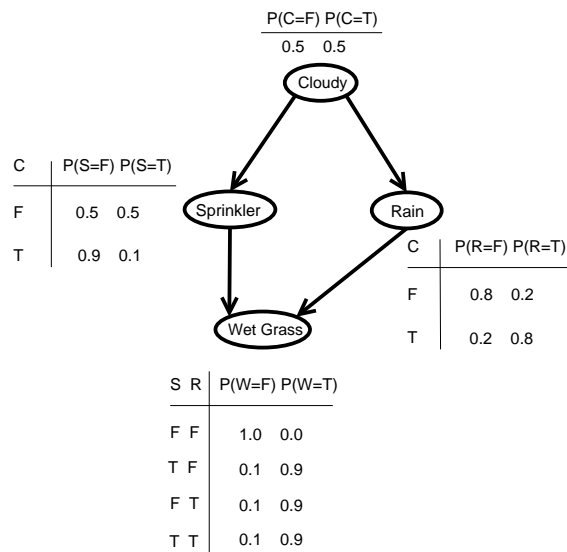 P(C=F) P(C=T)
0.5 0.5
Cloudy
C P(S=F) P(S=T)
F 0.5 0.5
T 0.9 0.1
Sprinkler
Rain
C P(R=F) P(R=T)
F 0.8 0.2
T 0.2 0.8
Wet Grass
S R P(W=F) P(W=T)
F F 1.0 0.0
T F 0.1 0.9
F T 0.1 0.9
T T 0.1 0.9